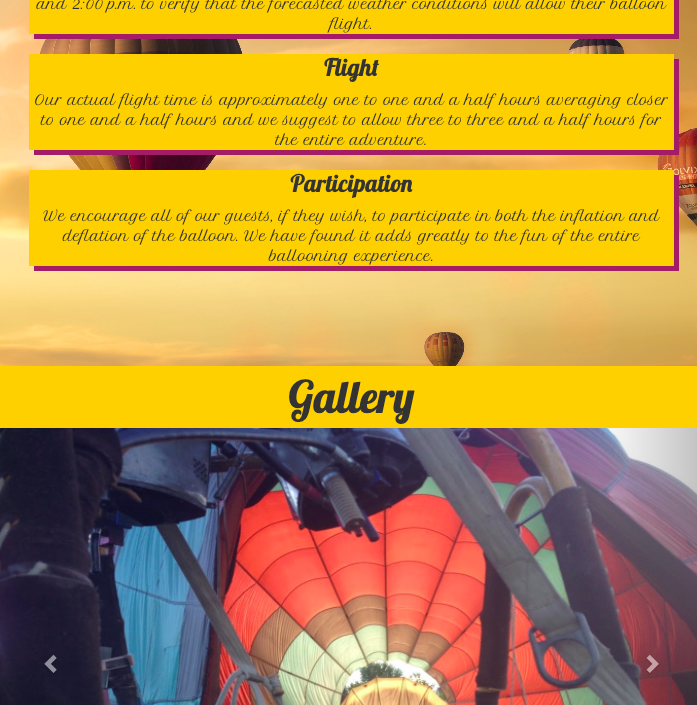 and 2:00 p.m. to verify that the forecasted weather conditions will allow their balloon
flight.
Flight
Our actual flight time is approximately one to one and a half hours averaging closer
to one and a half hours and we suggest to allow three to three and a half hours for
the entire adventure.
Participation
We encourage all of our guests, if they wish, to participate in both the inflation and
deflation of the balloon. We have found it adds greatly to the fun of the entire
ballooning experience.
Gallery